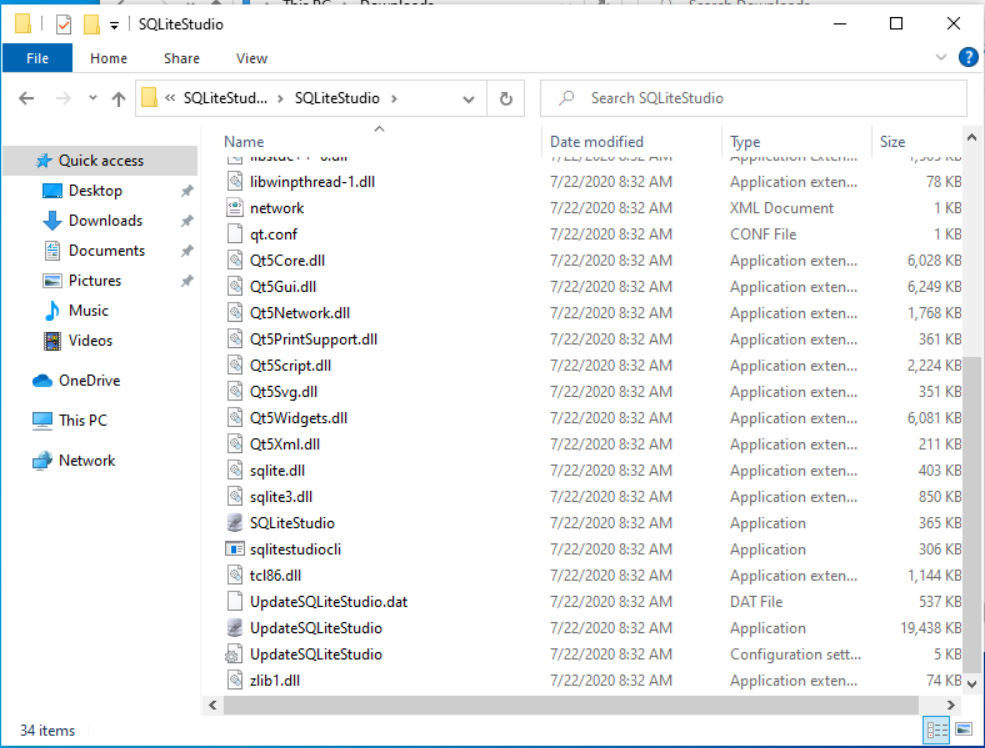 SQLiteStudio
File Home Share View
« SQLiteStud... › SQLiteStudio ›
Search SQLiteStudio
Name Date modified Type Size
libwinpthread-1.dll 7/22/2020 8:32 AM Application exten... 78 KB
network 7/22/2020 8:32 AM XML Document 1 KB
qt.conf 7/22/2020 8:32 AM CONF File 1 KB
Qt5Core.dll 7/22/2020 8:32 AM Application exten... 6,028 KB
Qt5Gui.dll 7/22/2020 8:32 AM Application exten... 6,249 KB
Qt5Network.dll 7/22/2020 8:32 AM Application exten... 1,768 KB
Qt5PrintSupport.dll 7/22/2020 8:32 AM Application exten... 361 KB
Qt5Script.dll 7/22/2020 8:32 AM Application exten... 2,224 KB
Qt5Svg.dll 7/22/2020 8:32 AM Application exten... 351 KB
Qt5Widgets.dll 7/22/2020 8:32 AM Application exten... 6,081 KB
Qt5Xml.dll 7/22/2020 8:32 AM Application exten... 211 KB
sqlite.dll 7/22/2020 8:32 AM Application exten... 403 KB
sqlite3.dll 7/22/2020 8:32 AM Application exten... 850 KB
SQLiteStudio 7/22/2020 8:32 AM Application 365 KB
sqlitestudiocli 7/22/2020 8:32 AM Application 306 KB
tcl86.dll 7/22/2020 8:32 AM Application exten... 1,144 KB
UpdateSQLiteStudio.dat 7/22/2020 8:32 AM DAT File 537 KB
UpdateSQLiteStudio 7/22/2020 8:32 AM Application 19,438 KB
UpdateSQLiteStudio 7/22/2020 8:32 AM Configuration sett... 5 KB
zlib1.dll 7/22/2020 8:32 AM Application exten... 74 KB
Quick access
Desktop
Downloads
Documents
Pictures
Music
Videos
OneDrive
This PC
Network
34 items